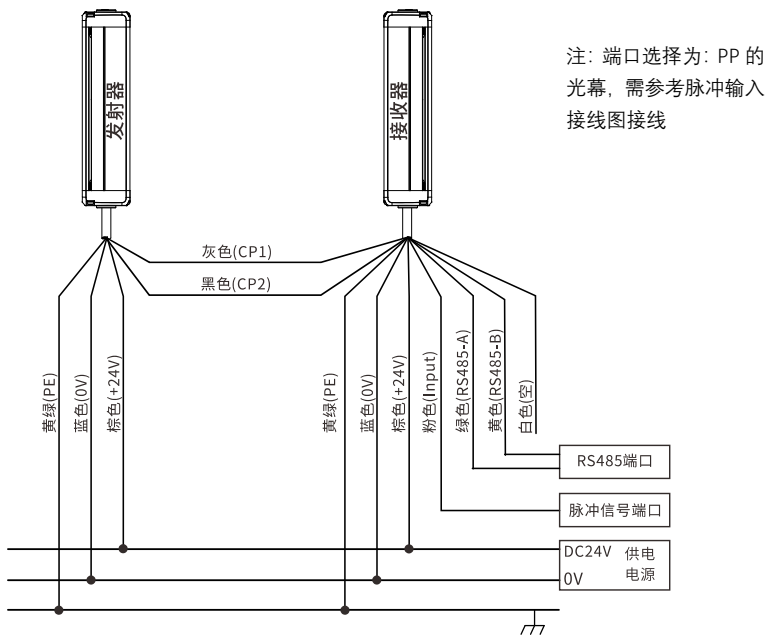 注：端口选择为：PP 的
光幕，需参考脉冲输入
接线图接线
发射器
接收器
灰色(CP1)
黑色(CP2)
黄绿(PE)
蓝色(0V)
棕色(+24V)
黄绿(PE)
蓝色(0V)
棕色(+24V)
粉色(Input)
绿色(RS485-A)
黄色(RS485-B)
白色(空)
RS485端口
脉冲信号端口
DC24V 供电
0V 电源